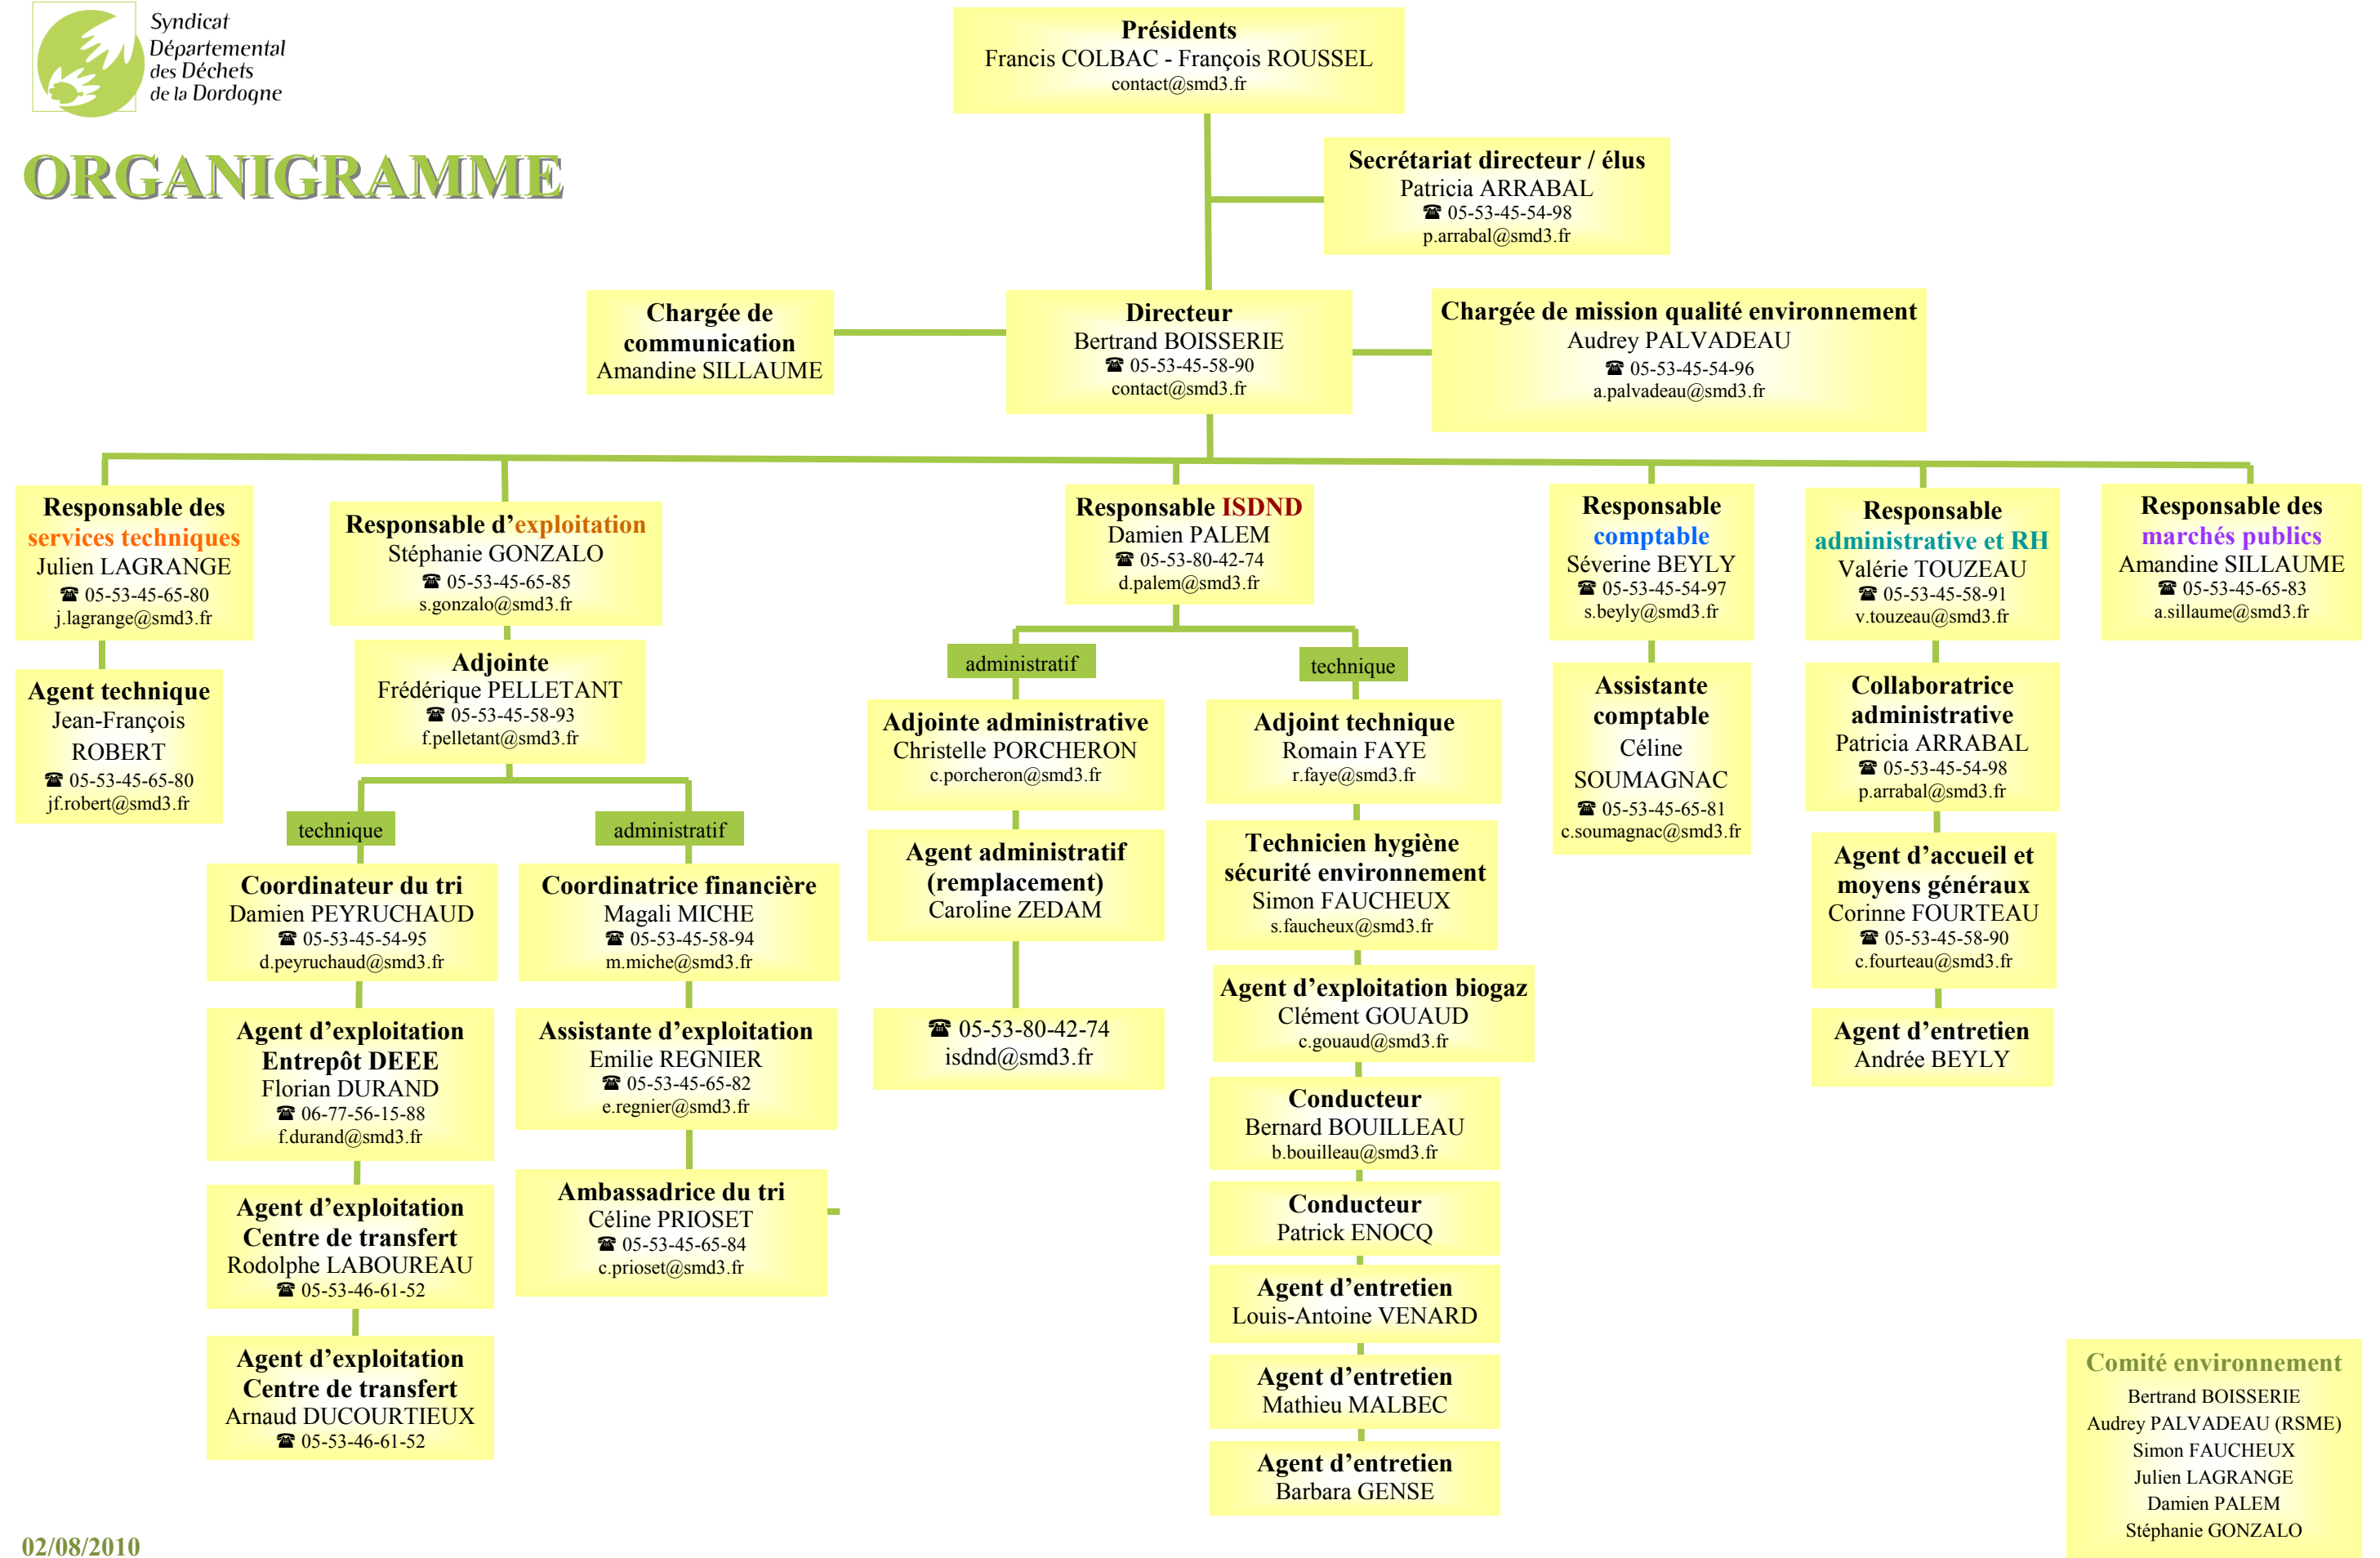 Syndicat
Départemental
des Déchets
de la Dordogne
ORGANIGRAMME
Présidents
Francis COLBAC - François ROUSSEL
contact@smd3.fr
Secrétariat directeur / élus
Patricia ARRABAL
☎ 05-53-45-54-98
p.arrabal@smd3.fr
Chargée de
communication
Amandine SILLAUME
Directeur
Bertrand BOISSERIE
☎ 05-53-45-58-90
contact@smd3.fr
Chargée de mission qualité environnement
Audrey PALVADEAU
☎ 05-53-45-54-96
a.palvadeau@smd3.fr
Responsable des
services techniques
Julien LAGRANGE
☎ 05-53-45-65-80
j.lagrange@smd3.fr
Agent technique
Jean-François
ROBERT
☎ 05-53-45-65-80
jf.robert@smd3.fr
Responsable d’exploitation
Stéphanie GONZALO
☎ 05-53-45-65-85
s.gonzalo@smd3.fr
Adjointe
Frédérique PELLETANT
☎ 05-53-45-58-93
f.pelletant@smd3.fr
technique
Coordinateur du tri
Damien PEYRUCHAUD
☎ 05-53-45-54-95
d.peyruchaud@smd3.fr
Agent d’exploitation
Entrepôt DEEE
Florian DURAND
☎ 06-77-56-15-88
f.durand@smd3.fr
Agent d’exploitation
Centre de transfert
Rodolphe LABOUREAU
☎ 05-53-46-61-52
Agent d’exploitation
Centre de transfert
Arnaud DUCOURTIEUX
☎ 05-53-46-61-52
administratif
Coordinatrice financière
Magali MICHE
☎ 05-53-45-58-94
m.miche@smd3.fr
Assistante d’exploitation
Emilie REGNIER
☎ 05-53-45-65-82
e.regnier@smd3.fr
Ambassadrice du tri
Céline PRIOSET
☎ 05-53-45-65-84
c.prioset@smd3.fr
Responsable ISDND
Damien PALEM
☎ 05-53-80-42-74
d.palem@smd3.fr
administratif
Adjointe administrative
Christelle PORCHERON
c.porcheron@smd3.fr
Agent administratif
(remplacement)
Caroline ZEDAM
☎ 05-53-80-42-74
isdnd@smd3.fr
technique
Adjoint technique
Romain FAYE
r.faye@smd3.fr
Technicien hygiène
sécurité environnement
Simon FAUCHEUX
s.faucheux@smd3.fr
Agent d’exploitation biogaz
Clément GOUAUD
c.gouaud@smd3.fr
Conducteur
Bernard BOUILLEAU
b.bouilleau@smd3.fr
Conducteur
Patrick ENOCQ
Agent d’entretien
Louis-Antoine VENARD
Agent d’entretien
Mathieu MALBEC
Agent d’entretien
Barbara GENSE
Responsable
comptable
Séverine BEYLY
☎ 05-53-45-54-97
s.beyly@smd3.fr
Assistante
comptable
Céline
SOUMAGNAC
☎ 05-53-45-65-81
c.soumagnac@smd3.fr
Responsable
administrative et RH
Valérie TOUZEAU
☎ 05-53-45-58-91
v.touzeau@smd3.fr
Collaboratrice
administrative
Patricia ARRABAL
☎ 05-53-45-54-98
p.arrabal@smd3.fr
Agent d’accueil et
moyens généraux
Corinne FOURTEAU
☎ 05-53-45-58-90
c.fourteau@smd3.fr
Agent d’entretien
Andrée BEYLY
Responsable des
marchés publics
Amandine SILLAUME
☎ 05-53-45-65-83
a.sillaume@smd3.fr
Comité environnement
Bertrand BOISSERIE
Audrey PALVADEAU (RSME)
Simon FAUCHEUX
Julien LAGRANGE
Damien PALEM
Stéphanie GONZALO
02/08/2010